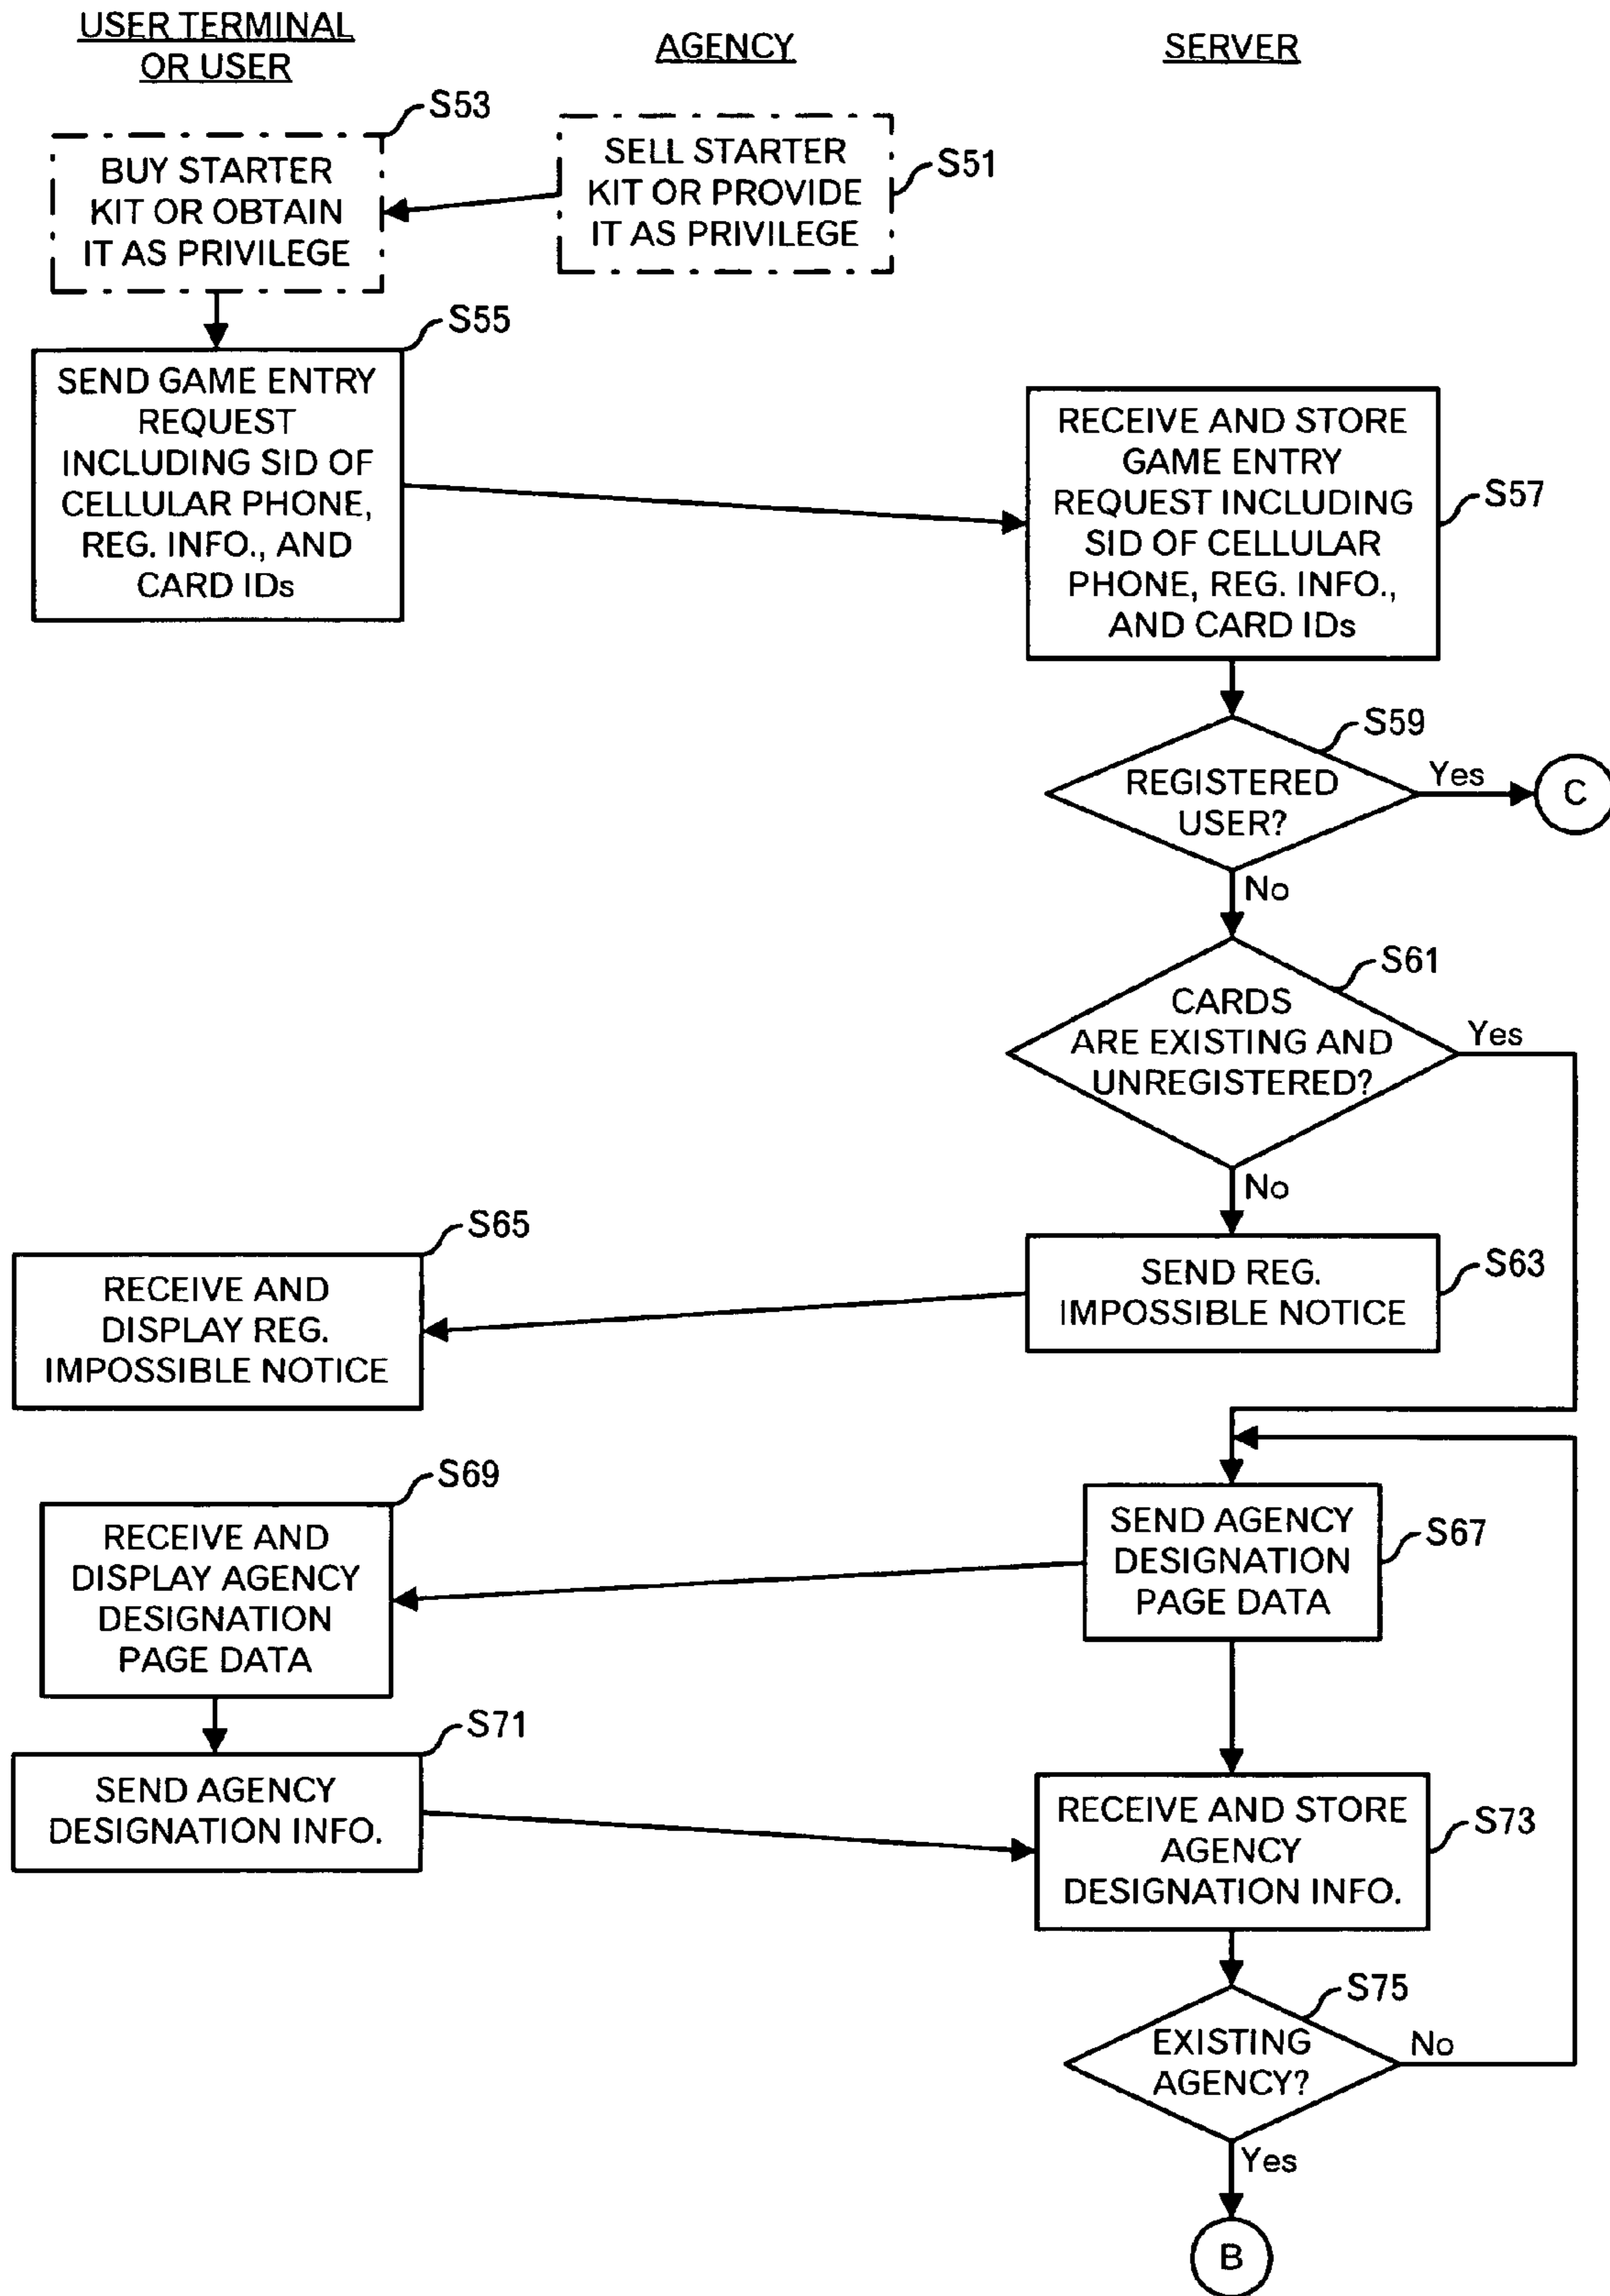 USER TERMINAL
OR USER
AGENCY
SERVER
S53
BUY STARTER
KIT OR OBTAIN
IT AS PRIVILEGE
SELL STARTER
KIT OR PROVIDE
IT AS PRIVILEGE
S51
S55
SEND GAME ENTRY
REQUEST
INCLUDING SID OF
CELLULAR PHONE,
REG. INFO., AND
CARD IDs
RECEIVE AND STORE
GAME ENTRY
REQUEST INCLUDING
SID OF CELLULAR
PHONE, REG. INFO.,
AND CARD IDs
S57
S59
REGISTERED
USER?
Yes
C
No
S61
CARDS
ARE EXISTING AND
UNREGISTERED?
Yes
No
S65
RECEIVE AND
DISPLAY REG.
IMPOSSIBLE NOTICE
SEND REG.
IMPOSSIBLE NOTICE
S63
S69
RECEIVE AND
DISPLAY AGENCY
DESIGNATION
PAGE DATA
SEND AGENCY
DESIGNATION
PAGE DATA
S67
S71
SEND AGENCY
DESIGNATION INFO.
RECEIVE AND STORE
AGENCY
DESIGNATION INFO.
S73
S75
EXISTING
AGENCY?
No
Yes
B